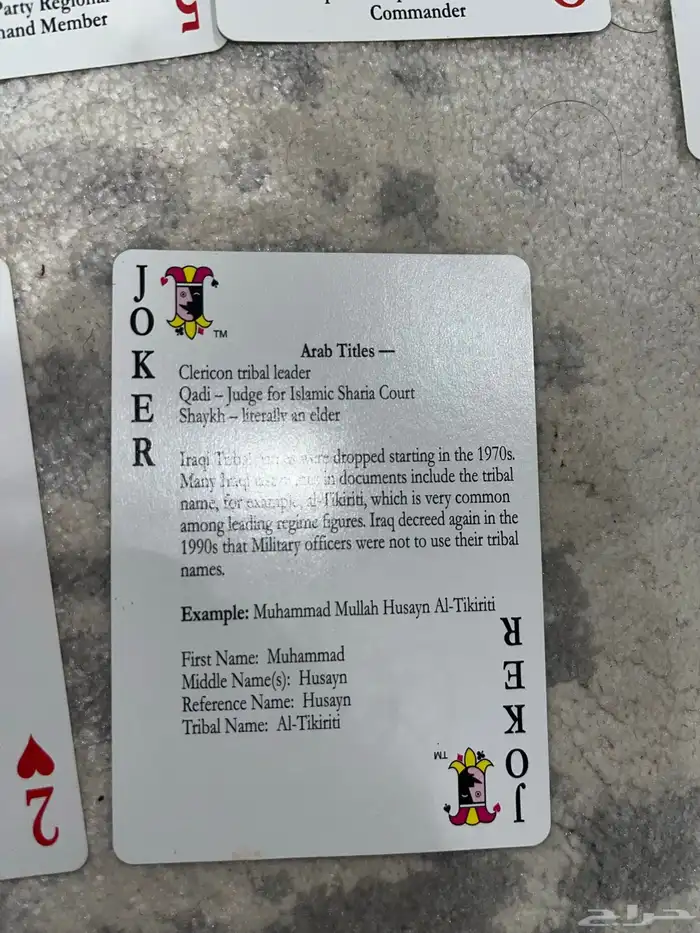 Party Regional
Member
5
Commander
JOKER
TM
Arab Titles —
Clericon tribal leader
Qadi – Judge for Islamic Sharia Court
Shaykh – literally an elder
Iraqi dropped starting in the 1970s.
Many in documents include the tribal
name, for example, al-Tikiriti, which is very common
among leading regime figures. Iraq decreed again in the
1990s that Military officers were not to use their tribal
names.
Example: Muhammad Mullah Husayn Al-Tikiriti
First Name: Muhammad
Middle Name(s): Husayn
Reference Name: Husayn
Tribal Name: Al-Tikiriti
JOKER
TM
2
حراج